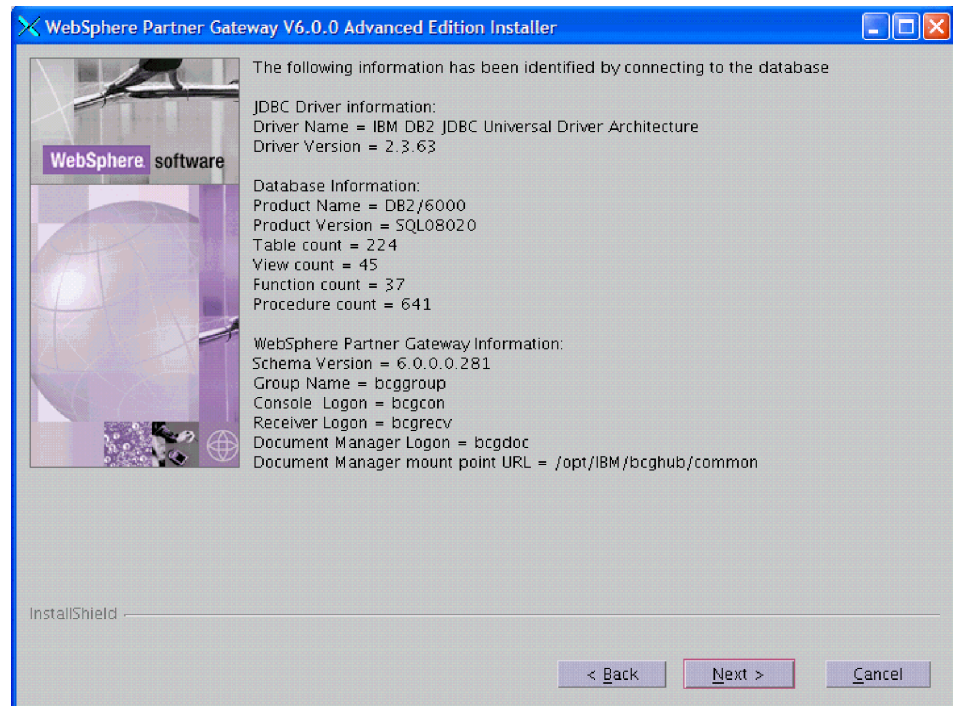 WebSphere Partner Gateway V6.0.0 Advanced Edition Installer
WebSphere software
The following information has been identified by connecting to the database
JDBC Driver information:
Driver Name = IBM DB2 JDBC Universal Driver Architecture
Driver Version = 2.3.63
Database Information:
Product Name = DB2/6000
Product Version = SQL08020
Table count = 224
View count = 45
Function count = 37
Procedure count = 641
WebSphere Partner Gateway Information:
Schema Version = 6.0.0.0.281
Group Name = bcggroup
Console  Logon = bcgcon
Receiver Logon = bcgrecv
Document Manager Logon = bcgdoc
Document Manager mount point URL = /opt/IBM/bcghub/common
InstallShield
< Back
Next >
Cancel